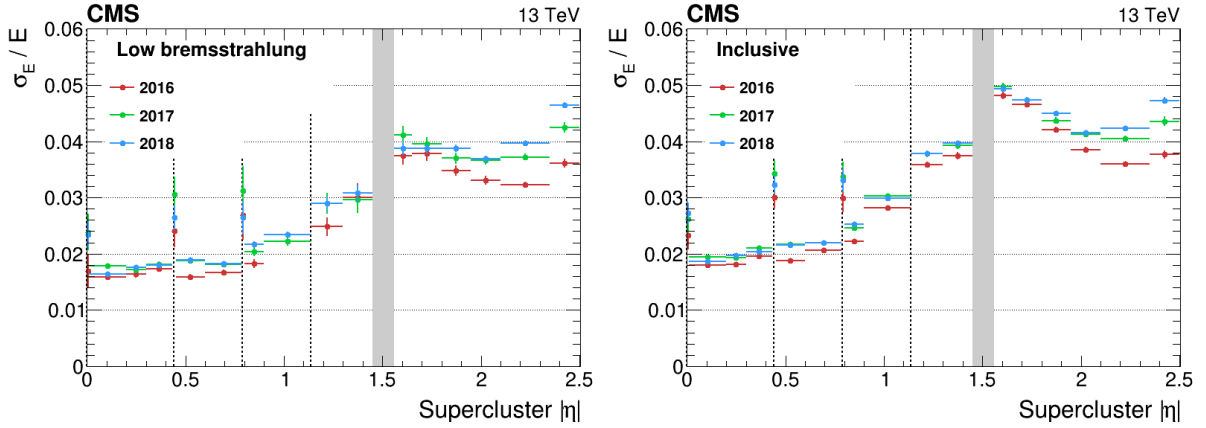 CMS
13 TeV
σE / E
Low bremsstrahlung
2016
2017
2018
0.06
0.05
0.04
0.03
0.02
0.01
0
0 0.5 1 1.5 2 2.5
Supercluster |η|
CMS
13 TeV
σE / E
Inclusive
2016
2017
2018
0.06
0.05
0.04
0.03
0.02
0.01
0
0 0.5 1 1.5 2 2.5
Supercluster |η|